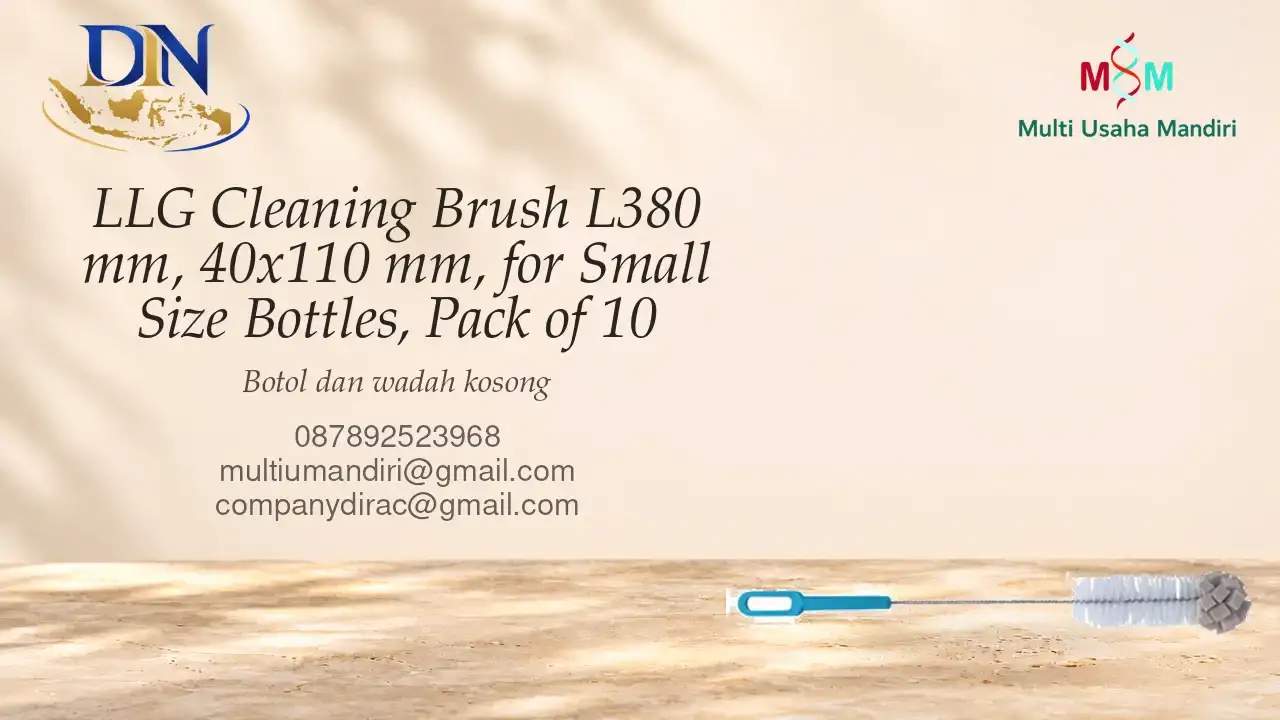 DN
M M
Multi Usaha Mandiri
LLG Cleaning Brush L380
mm, 40x110 mm, for Small
Size Bottles, Pack of 10
Botol dan wadah kosong
087892523968
multiumandiri@gmail.com
companydirac@gmail.com